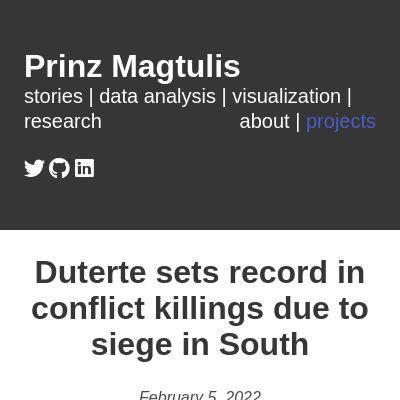 Prinz Magtulis
stories | data analysis | visualization |
research about | projects
Duterte sets record in
conflict killings due to
siege in South
February 5, 2022